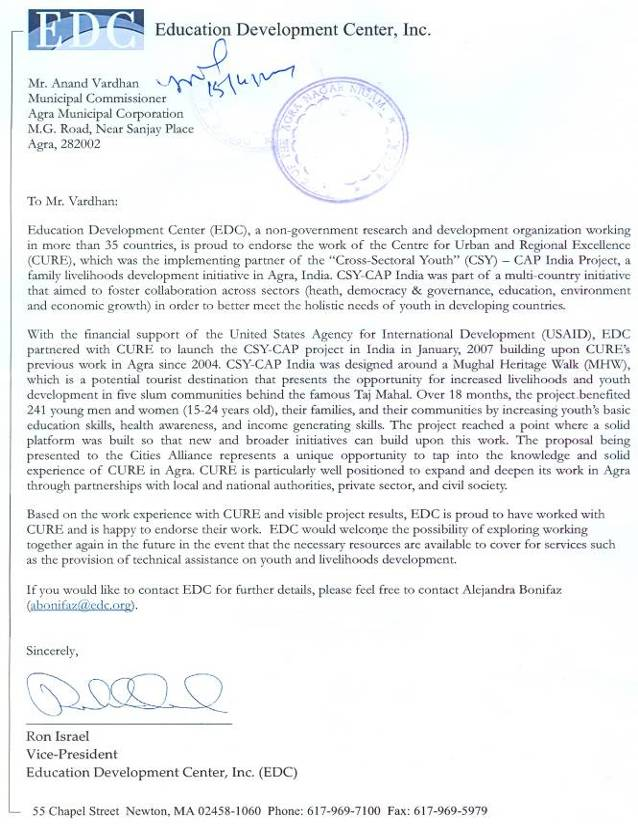 EDC Education Development Center, Inc.
Mr. Anand Vardhan
Municipal Commissioner
Agra Municipal Corporation
M.G. Road, Near Sanjay Place
Agra, 282002
AGRA NAGAR NIGAM
To Mr. Vardhan:
Education Development Center (EDC), a non-government research and development organization working
in more than 35 countries, is proud to endorse the work of the Centre for Urban and Regional Excellence
(CURE), which was the implementing partner of the “Cross-Sectoral Youth” (CSY) – CAP India Project, a
family livelihoods development initiative in Agra, India. CSY-CAP India was part of a multi-country initiative
that aimed to foster collaboration across sectors (heath, democracy & governance, education, environment
and economic growth) in order to better meet the holistic needs of youth in developing countries.
With the financial support of the United States Agency for International Development (USAID), EDC
partnered with CURE to launch the CSY-CAP project in India in January, 2007 building upon CURE's
previous work in Agra since 2004. CSY-CAP India was designed around a Mughal Heritage Walk (MHW),
which is a potential tourist destination that presents the opportunity for increased livelihoods and youth
development in five slum communities behind the famous Taj Mahal. Over 18 months, the project benefited
241 young men and women (15-24 years old), their families, and their communities by increasing youth's basic
education skills, health awareness, and income generating skills. The project reached a point where a solid
platform was built so that new and broader initiatives can build upon this work. The proposal being
presented to the Cities Alliance represents a unique opportunity to tap into the knowledge and solid
experience of CURE in Agra. CURE is particularly well positioned to expand and deepen its work in Agra
through partnerships with local and national authorities, private sector, and civil society.
Based on the work experience with CURE and visible project results, EDC is proud to have worked with
CURE and is happy to endorse their work. EDC would welcome the possibility of exploring working
together again in the future in the event that the necessary resources are available to cover for services such
as the provision of technical assistance on youth and livelihoods development.
If you would like to contact EDC for further details, please feel free to contact Alejandra Bonifaz
(abonifaz@edc.org).
Sincerely,
Ron Israel
Vice-President
Education Development Center, Inc. (EDC)
55 Chapel Street Newton, MA 02458-1060 Phone: 617-969-7100 Fax: 617-969-5979